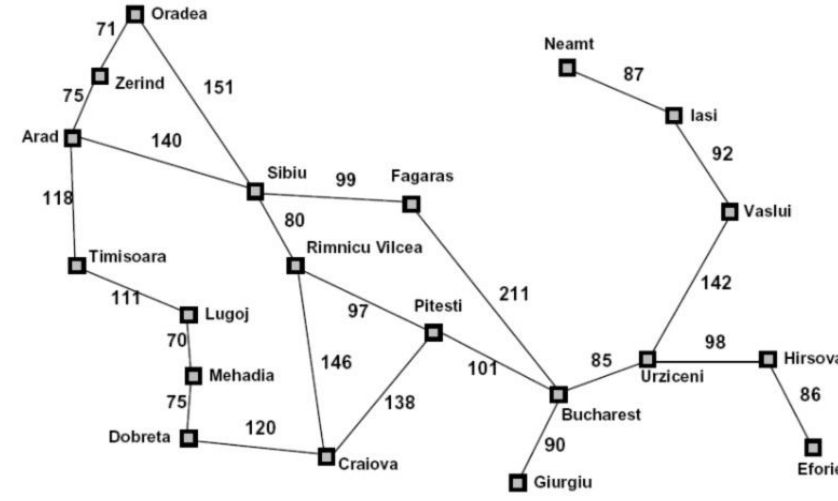 Oradea
71
Neamt
87
Zerind
151
75
Iasi
Arad
140
92
Sibiu
99
Fagaras
118
80
Vaslui
Rimnicu Vilcea
Timisoara
142
211
111
Lugoj
97
Pitesti
70
98
Hirsova
146
101
85
Mehadia
Urziceni
86
75
138
Bucharest
120
Dobreta
90
Craiova
Eforie
Giurgiu